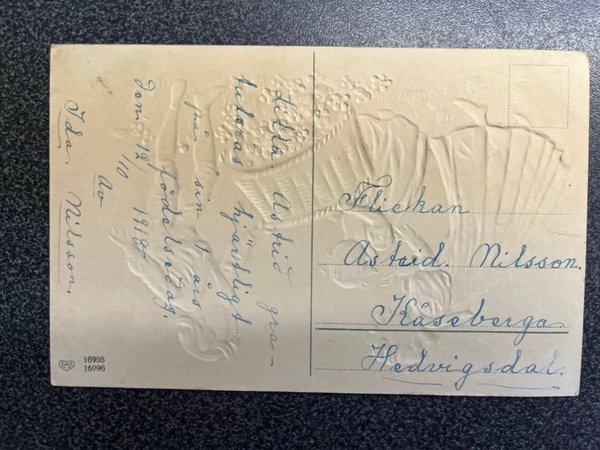 Lilla Astrid gra-
tuleras hjärtligt
på sin 1 års
födelsedag.
den 12/10 1918
Av
Ida. Nilsson.
Flickan
Astrid. Nilsson.
Kåseberga
Hedvigsdal.
16995
16996